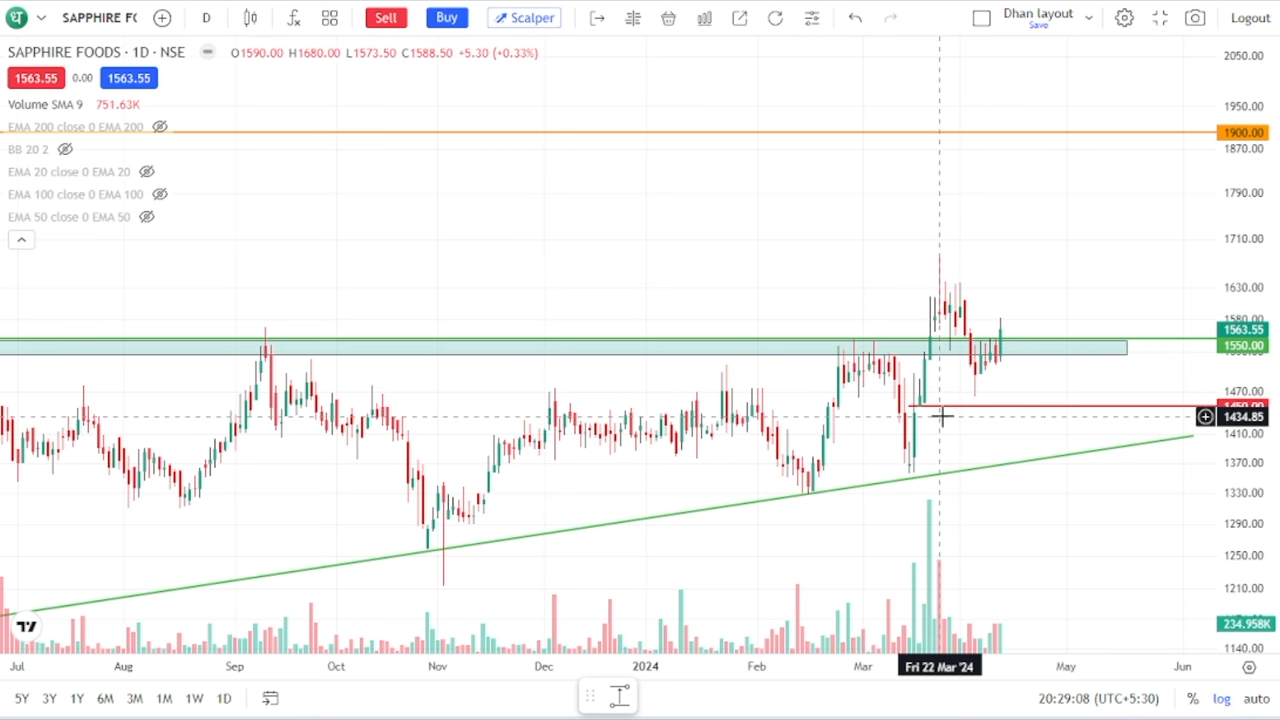 ध SAPPHIRE FO D Sell Buy Scalper Dhan layout Save Logout
SAPPHIRE FOODS · 1D · NSE O1590.00 H1680.00 L1573.50 C1588.50 +5.30 (+0.33%)
1563.55 0.00 1563.55
Volume SMA 9 751.63K
EMA 200 close 0 EMA 200
BB 20 2
EMA 20 close 0 EMA 20
EMA 100 close 0 EMA 100
EMA 50 close 0 EMA 50
2050.00
1950.00
1900.00
1870.00
1790.00
1710.00
1630.00
1580.00
1563.55
1550.00
1470.00
1450.00
1434.85
1410.00
1370.00
1330.00
1290.00
1250.00
1210.00
234.958K
1140.00
Jul Aug Sep Oct Nov Dec 2024 Feb Mar Fri 22 Mar '24 May Jun
5Y 3Y 1Y 6M 3M 1M 1W 1D 20:29:08 (UTC+5:30) % log auto